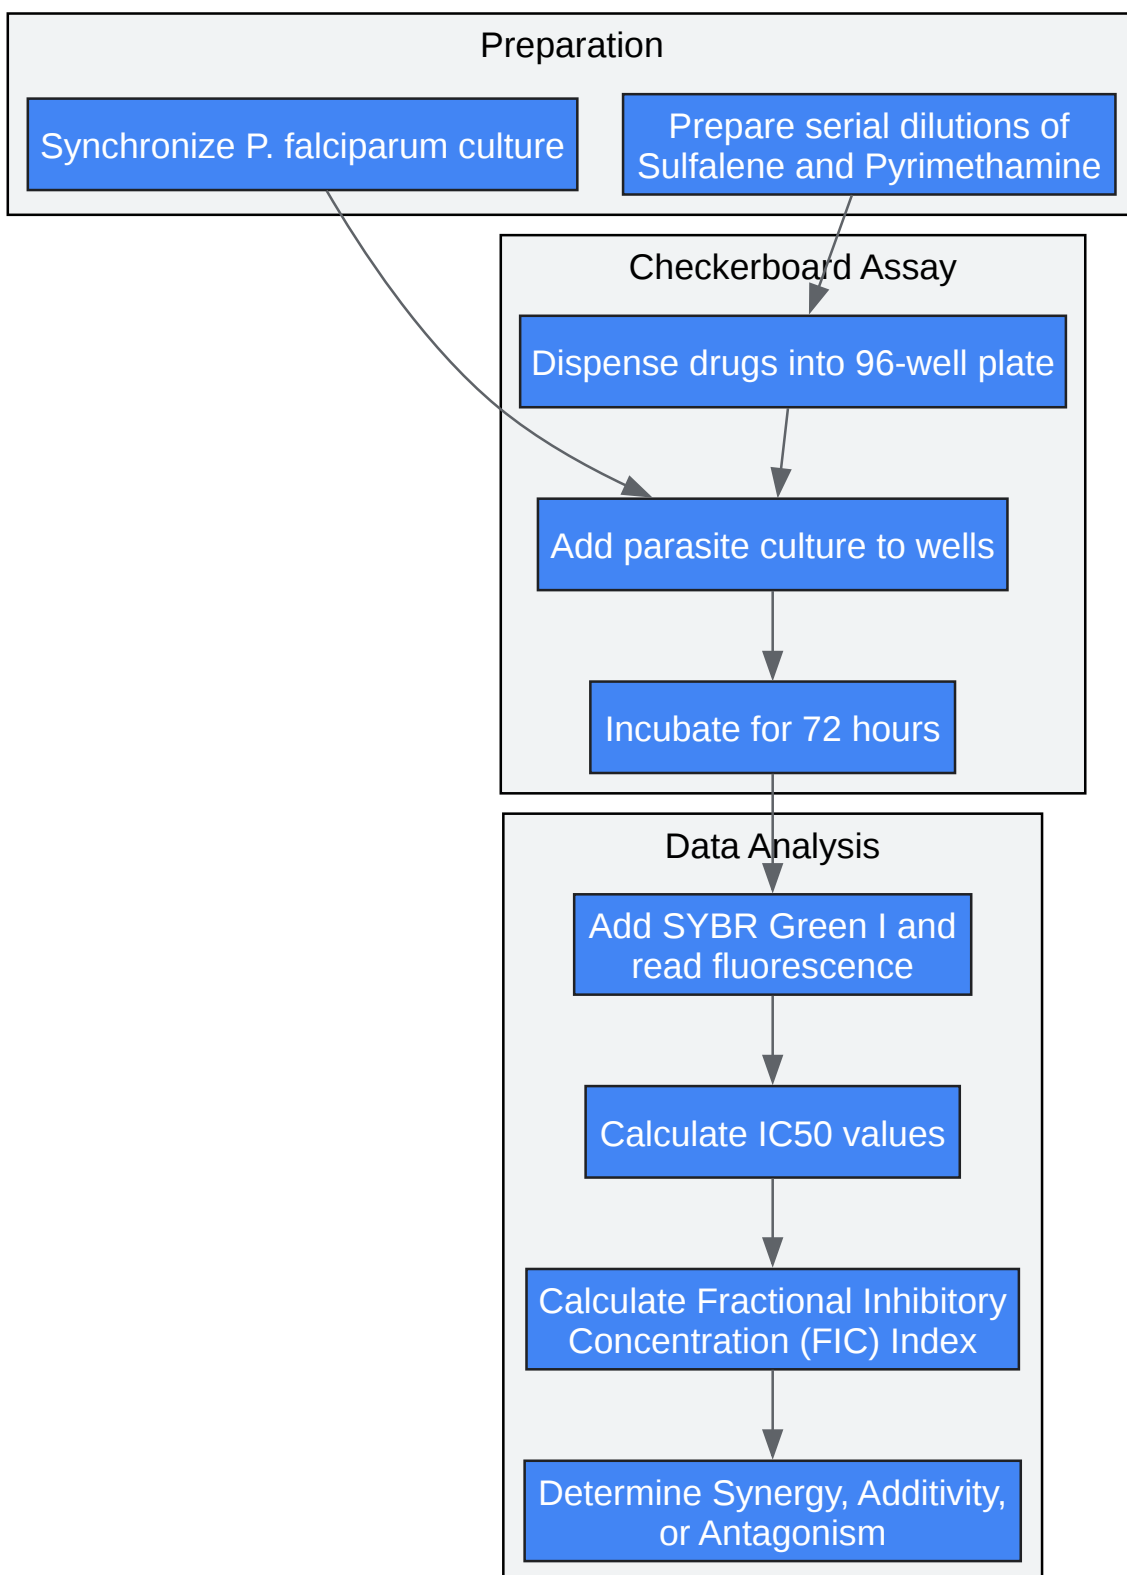 Preparation
Synchronize P. falciparum culture
Prepare serial dilutions of
Sulfalene and Pyrimethamine
Checkerboard Assay
Dispense drugs into 96-well plate
Add parasite culture to wells
Incubate for 72 hours
Data Analysis
Add SYBR Green I and
read fluorescence
Calculate IC50 values
Calculate Fractional Inhibitory
Concentration (FIC) Index
Determine Synergy, Additivity,
or Antagonism